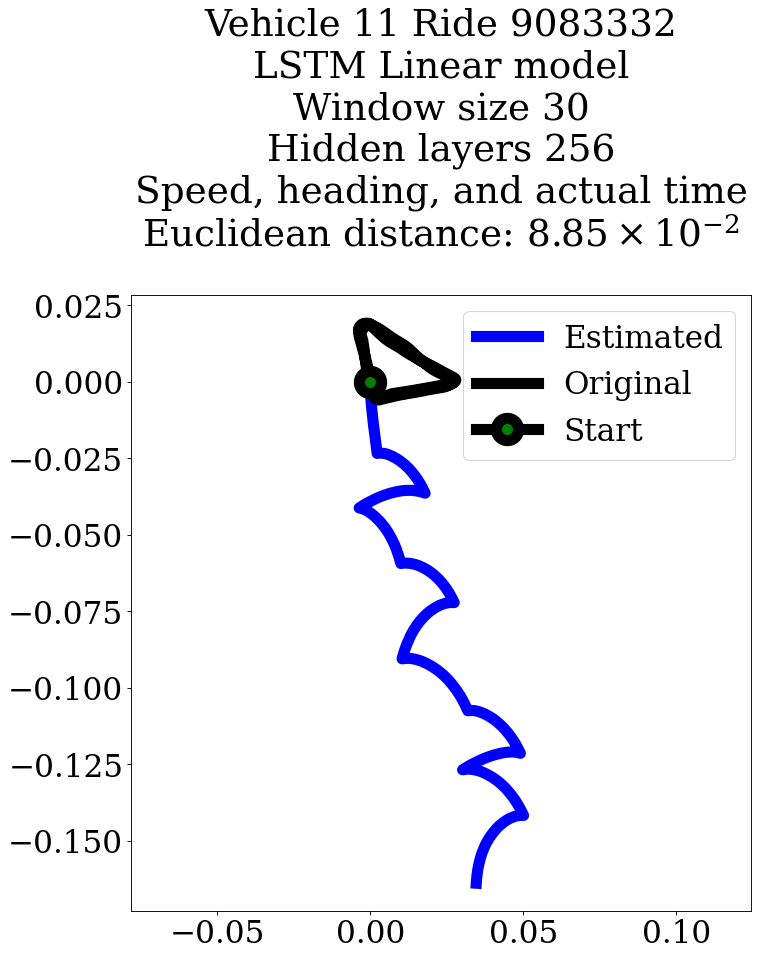 Vehicle 11 Ride 9083332
LSTM Linear model
Window size 30
Hidden layers 256
Speed, heading, and actual time
Euclidean distance: 8.85 × 10⁻²
0.025
0.000
−0.025
−0.050
−0.075
−0.100
−0.125
−0.150
Estimated
Original
Start
−0.05 0.00 0.05 0.10